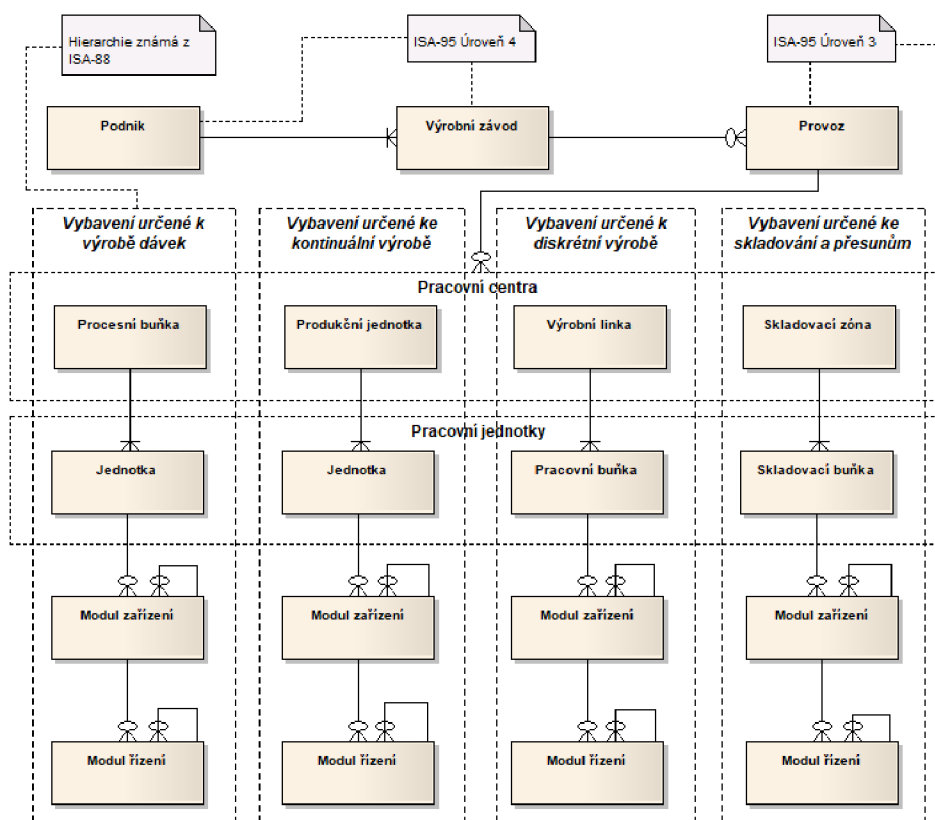 Hierarchie známá z
ISA-88
ISA-95 Úroveň 4
ISA-95 Úroveň 3
Podnik
Výrobní závod
Provoz
Vybavení určené k
výrobě dávek
Vybavení určené ke
kontinuální výrobě
Vybavení určené k
diskrétní výrobě
Vybavení určené ke
skladování a přesunům
Pracovní centra
Procesní buňka
Produkční jednotka
Výrobní linka
Skladovací zóna
Pracovní jednotky
Jednotka
Jednotka
Pracovní buňka
Skladovací buňka
Modul zařízení
Modul zařízení
Modul zařízení
Modul zařízení
Modul řízení
Modul řízení
Modul řízení
Modul řízení